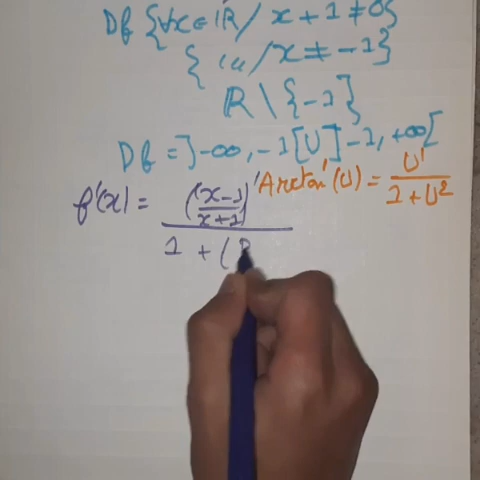 Df {∀x∈ℝ / x + 1 ≠ 0}
{ \\ // / x ≠ -1}
ℝ \ {-1}
Df = ]-∞, -1[ U ]-1, +∞[
f'(x) = ((x-1)/(x+1))' / 1 + (
Arctan'(U) = U' / 1 + U²